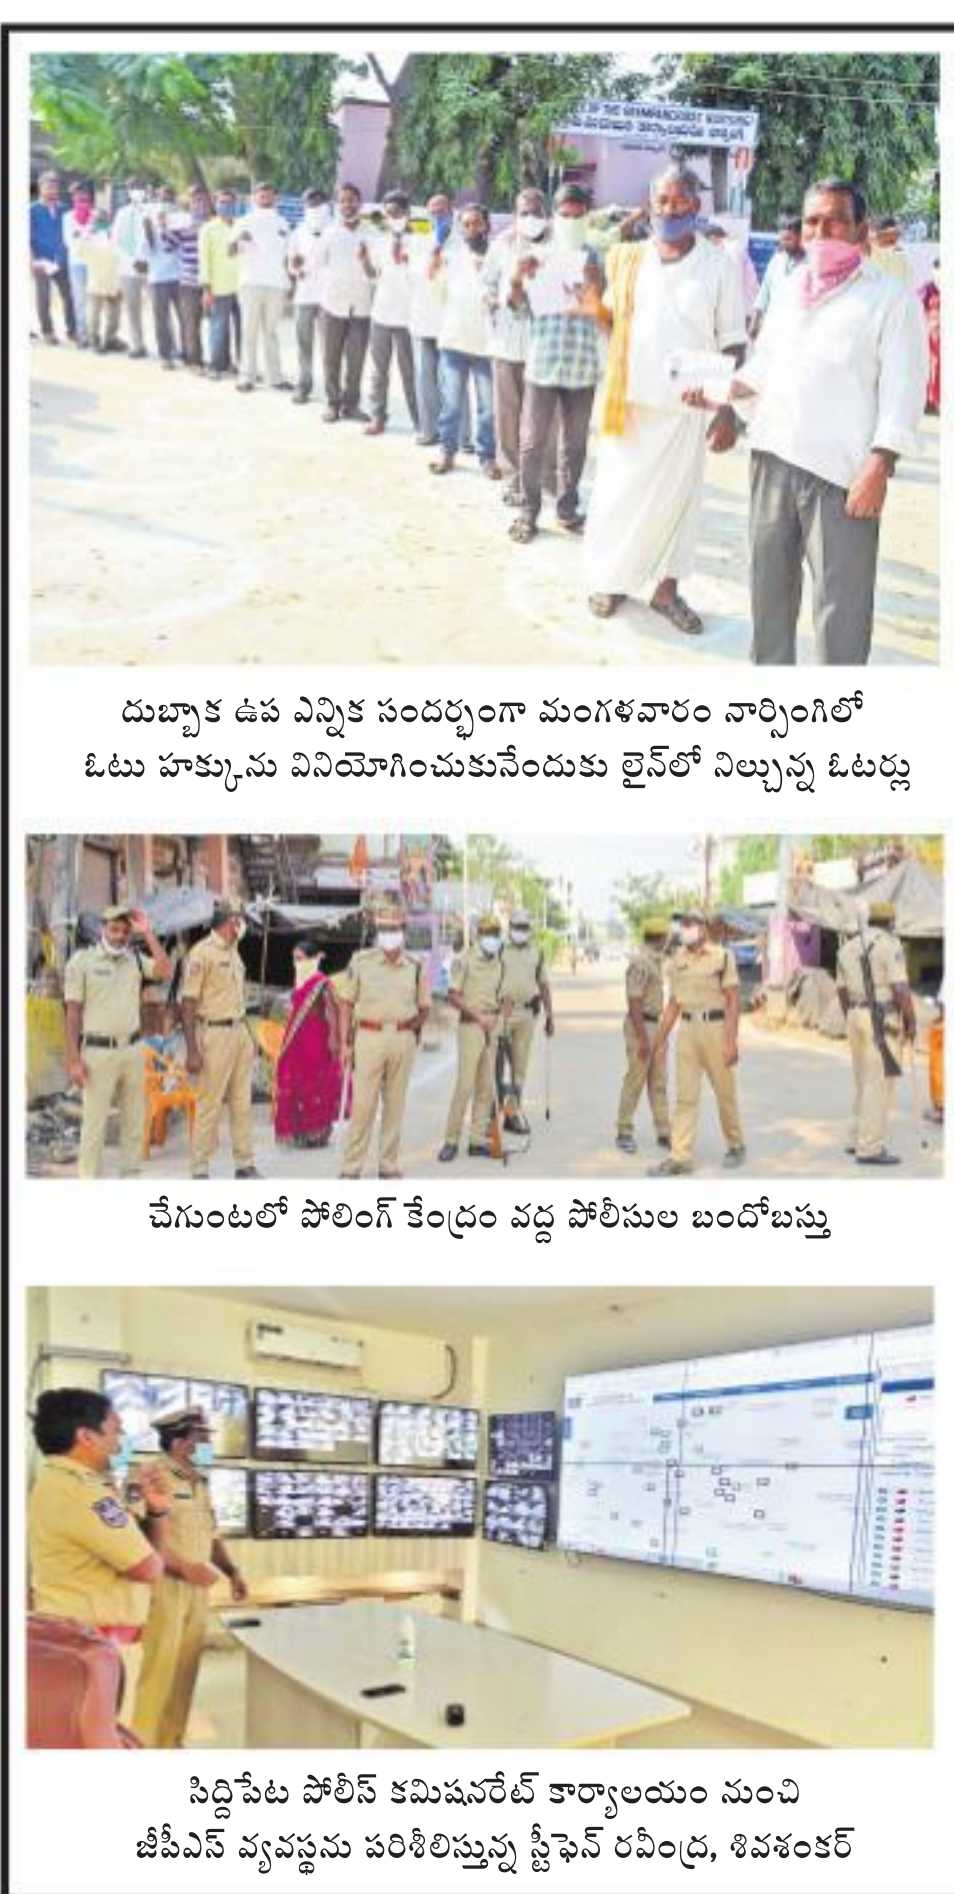 దుబ్బాక ఉప ఎన్నిక సందర్భంగా మంగళవారం నార్సింగిలో
ఓటు హక్కును వినియోగించుకునేందుకు లైన్‌లో నిల్చున్న ఓటర్లు
చేగుంటలో పోలింగ్ కేంద్రం వద్ద పోలీసుల బందోబస్తు
సిద్దిపేట పోలీస్ కమిషనరేట్ కార్యాలయం నుంచి
జీపీఎస్ వ్యవస్థను పరిశీలిస్తున్న స్టీఫెన్ రవీంద్ర, శివశంకర్